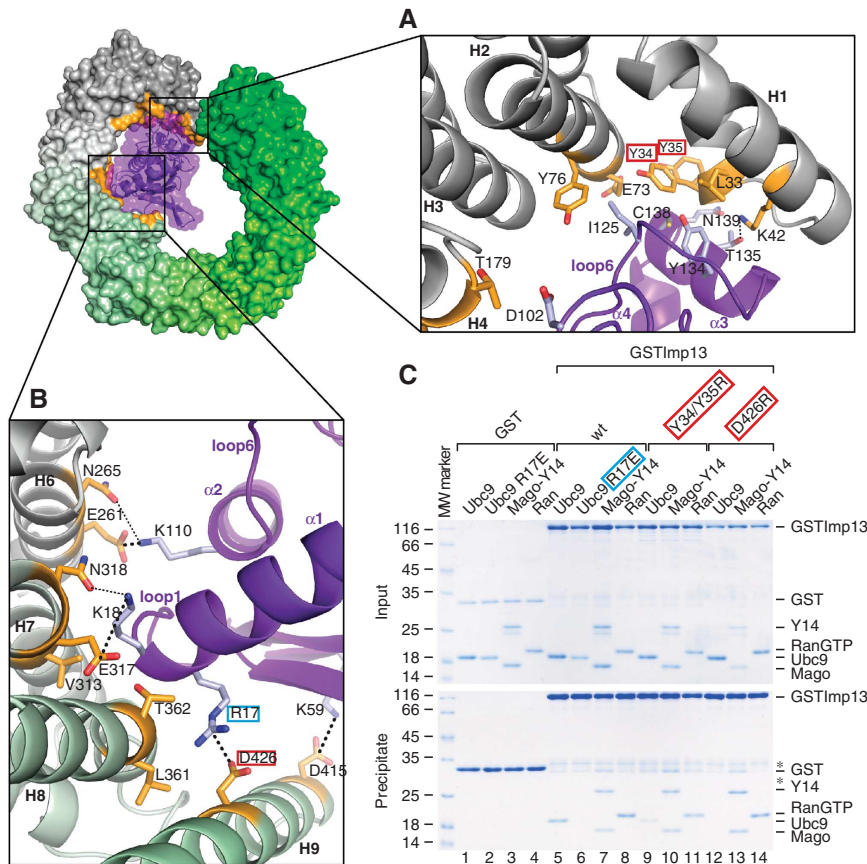 A
H2
H1
Y34 Y35
Y76
E73
L33
H3
I125
C138
N139
K42
T135
loop6
Y134
T179
α4
α3
H4
D102
B
loop6
N265
H6
α2
E261
α1
K110
N318
loop1
K18
H7
E317
V313
T362
K59
R17
D426
L361
D415
H8
H9
C
GSTImp13
GST
wt
Y34/Y35R
D426R
MW marker
Ubc9
Ubc9 R17E
Mago-Y14
Ran
Ubc9
Ubc9 R17E
Mago-Y14
Ran
Ubc9
Mago-Y14
Ran
Ubc9
Mago-Y14
Ran
Input
116
66
45
35
25
18
14
GSTImp13
GST
Y14
RanGTP
Ubc9
Mago
Precipitate
116
66
45
35
25
18
14
GSTImp13
*
GST
*
Y14
RanGTP
Ubc9
Mago
1 2 3 4 5 6 7 8 9 10 11 12 13 14